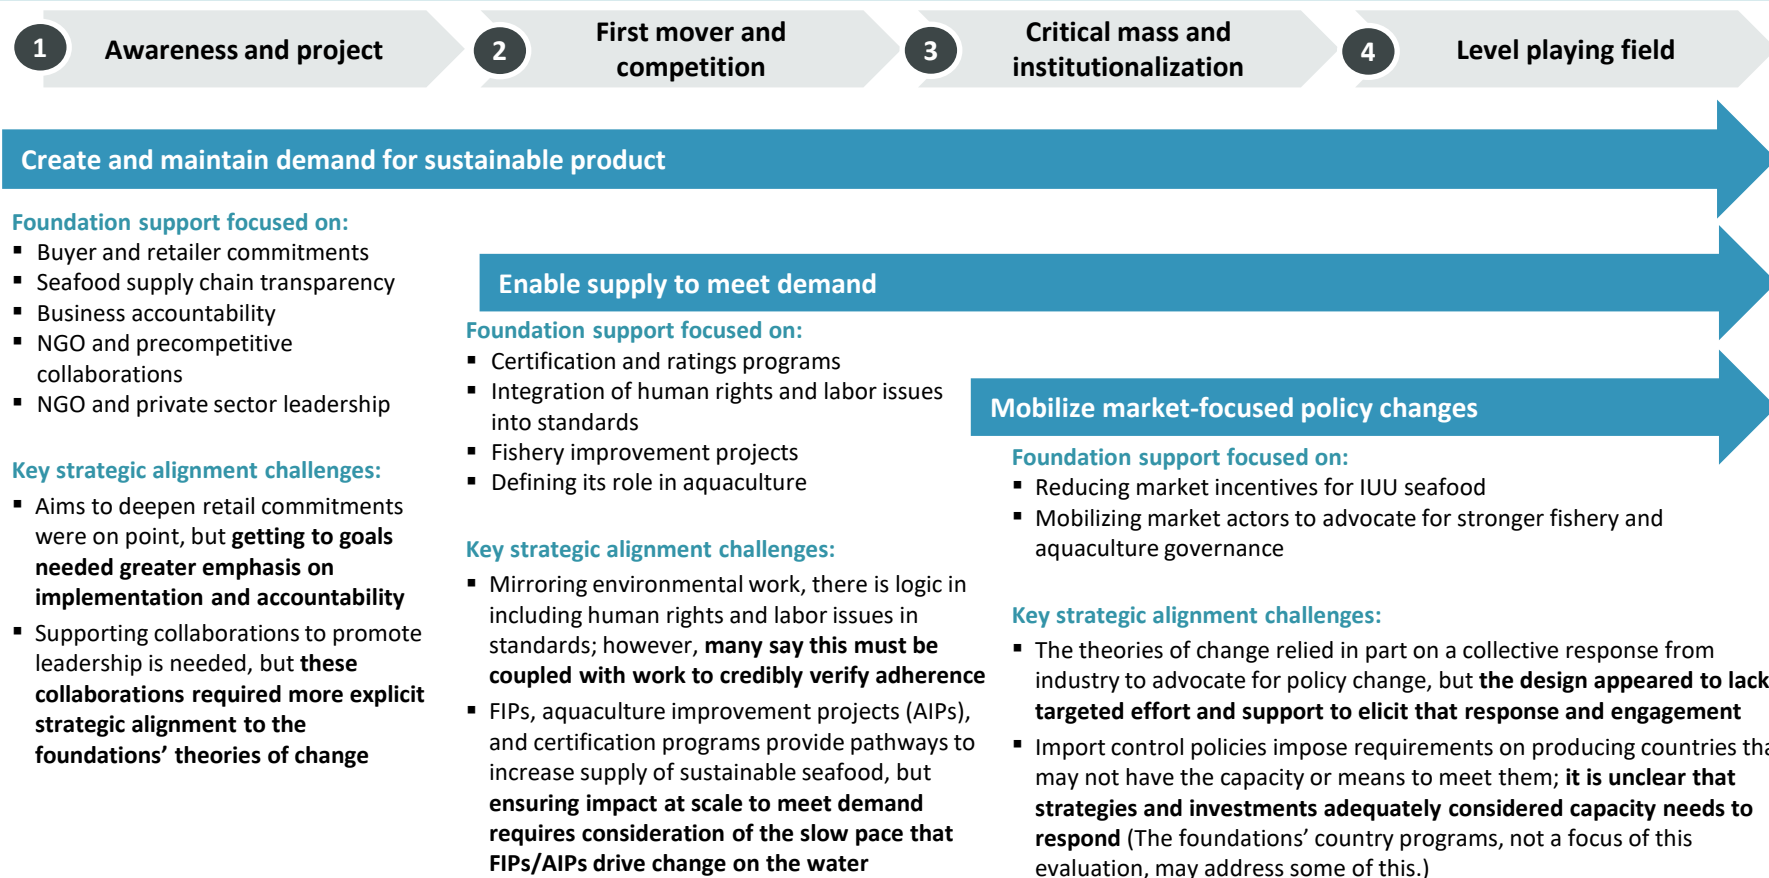 1
Awareness and project
2
First mover and
competition
3
Critical mass and
institutionalization
4
Level playing field
Create and maintain demand for sustainable product
Foundation support focused on:
▪ Buyer and retailer commitments
▪ Seafood supply chain transparency
▪ Business accountability
▪ NGO and precompetitive
collaborations
▪ NGO and private sector leadership
Key strategic alignment challenges:
▪ Aims to deepen retail commitments
were on point, but getting to goals
needed greater emphasis on
implementation and accountability
▪ Supporting collaborations to promote
leadership is needed, but these
collaborations required more explicit
strategic alignment to the
foundations’ theories of change
Enable supply to meet demand
Foundation support focused on:
▪ Certification and ratings programs
▪ Integration of human rights and labor issues
into standards
▪ Fishery improvement projects
▪ Defining its role in aquaculture
Key strategic alignment challenges:
▪ Mirroring environmental work, there is logic in
including human rights and labor issues in
standards; however, many say this must be
coupled with work to credibly verify adherence
▪ FIPs, aquaculture improvement projects (AIPs),
and certification programs provide pathways to
increase supply of sustainable seafood, but
ensuring impact at scale to meet demand
requires consideration of the slow pace that
FIPs/AIPs drive change on the water
Mobilize market-focused policy changes
Foundation support focused on:
▪ Reducing market incentives for IUU seafood
▪ Mobilizing market actors to advocate for stronger fishery and
aquaculture governance
Key strategic alignment challenges:
▪ The theories of change relied in part on a collective response from
industry to advocate for policy change, but the design appeared to lack
targeted effort and support to elicit that response and engagement
▪ Import control policies impose requirements on producing countries tha
may not have the capacity or means to meet them; it is unclear that
strategies and investments adequately considered capacity needs to
respond (The foundations’ country programs, not a focus of this
evaluation, may address some of this.)